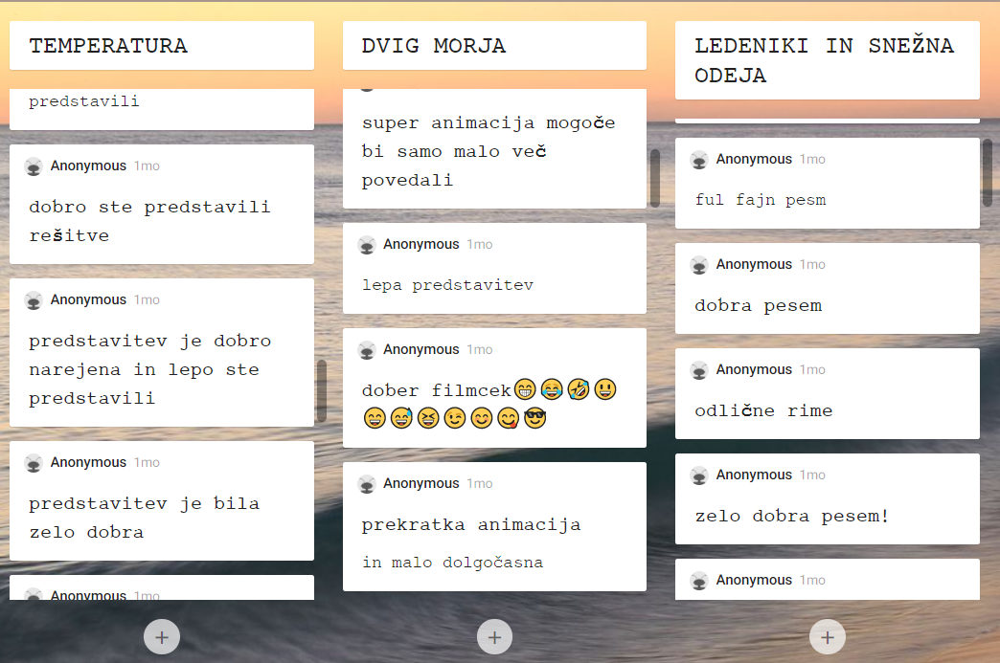 TEMPERATURA
predstavili
Anonymous 1mo
dobro ste predstavili
rešitve
Anonymous 1mo
predstavitev je dobro
narejena in lepo ste
predstavili
Anonymous 1mo
predstavitev je bila
zelo dobra
Anonymous 1mo
DVIG MORJA
super animacija mogoče
bi samo malo več
povedali
Anonymous 1mo
lepa predstavitev
Anonymous 1mo
dober filmcek😁😂🤣😃
😄😅😆😉😊😋😎
Anonymous 1mo
prekratka animacija
in malo dolgočasna
LEDENIKI IN SNEŽNA
ODEJA
Anonymous 1mo
ful fajn pesm
Anonymous 1mo
dobra pesem
Anonymous 1mo
odlične rime
Anonymous 1mo
zelo dobra pesem!
Anonymous 1mo